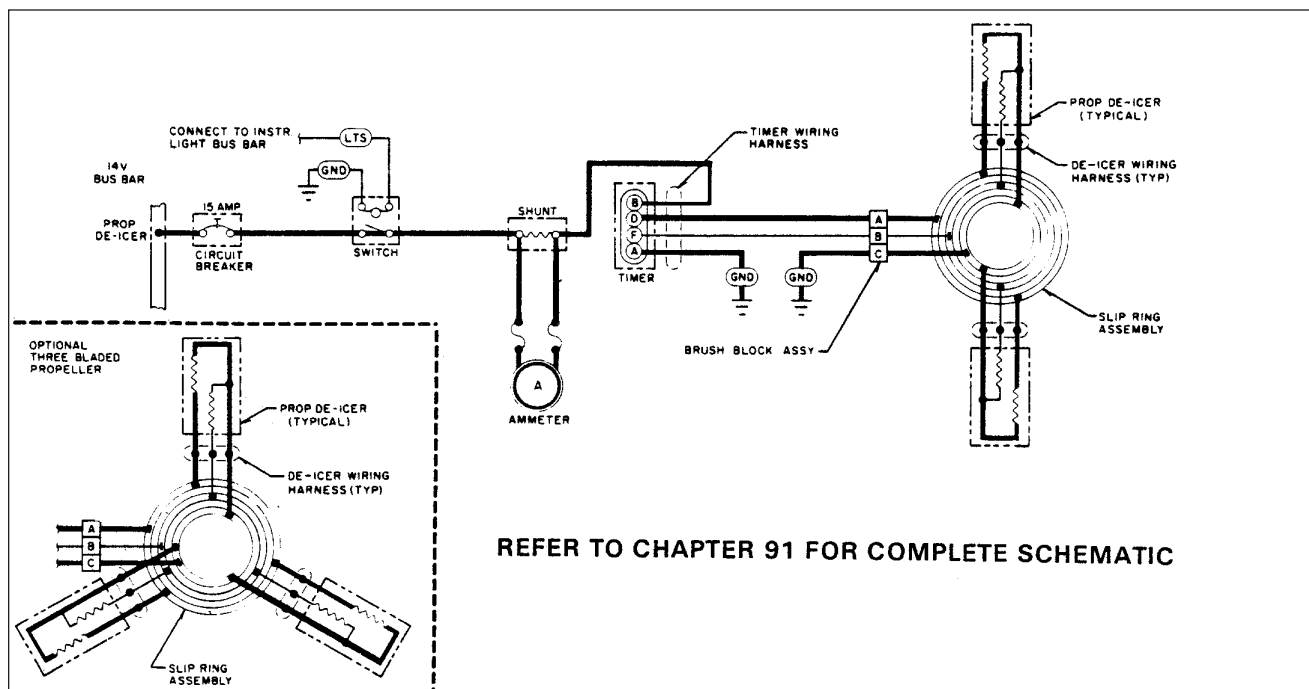 CONNECT TO INSTR.
LIGHT BUS BAR
LTS
GND
14V
BUS BAR
PROP
DE-ICER
15 AMP
CIRCUIT
BREAKER
SWITCH
SHUNT
A
AMMETER
TIMER WIRING
HARNESS
B
D
F
A
TIMER
GND
GND
A
B
C
BRUSH BLOCK ASSY
PROP DE-ICER
(TYPICAL)
DE-ICER WIRING
HARNESS (TYP)
SLIP RING
ASSEMBLY
OPTIONAL
THREE BLADED
PROPELLER
PROP DE-ICER
(TYPICAL)
DE-ICER WIRING
HARNESS (TYP)
A
B
C
SLIP RING
ASSEMBLY
REFER TO CHAPTER 91 FOR COMPLETE SCHEMATIC